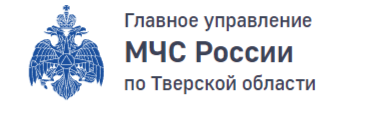 Главное управление
МЧС России
по Тверской области